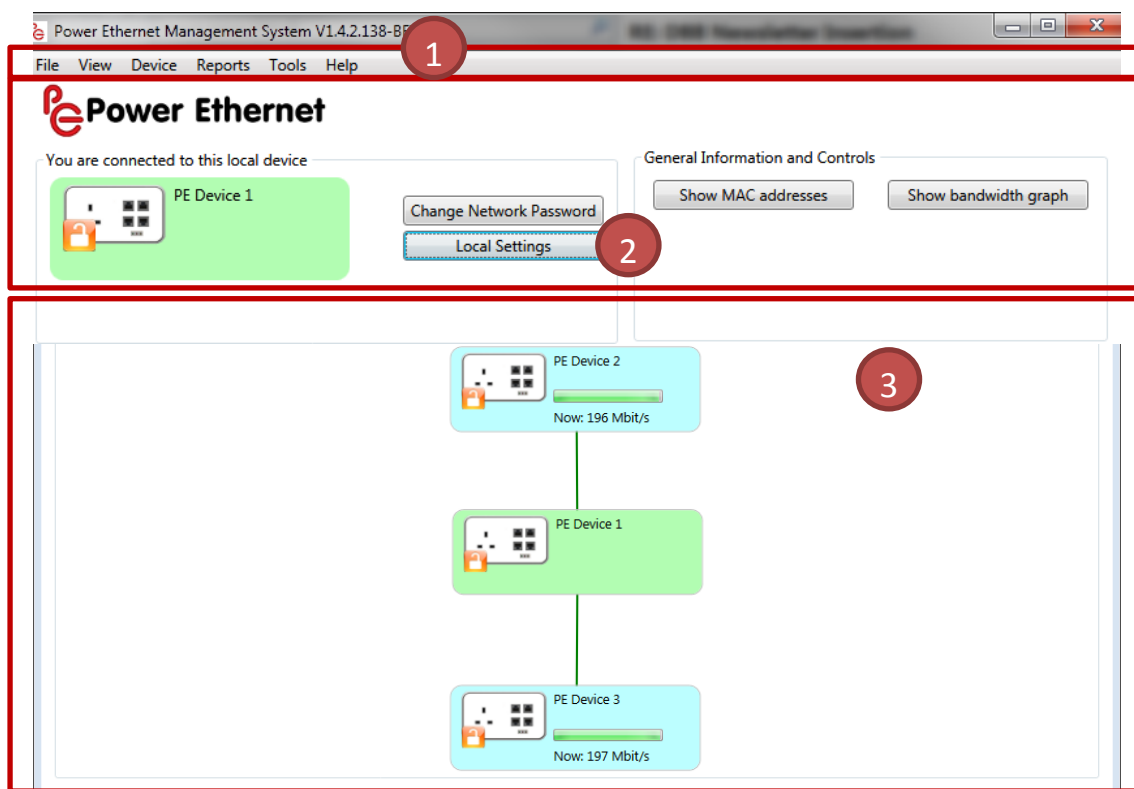 Power Ethernet Management System V1.4.2.138-BE
1
File View Device Reports Tools Help
Power Ethernet
You are connected to this local device
General Information and Controls
PE Device 1
Show MAC addresses
Show bandwidth graph
Change Network Password
Local Settings
2
PE Device 2
3
Now: 196 Mbit/s
PE Device 1
PE Device 3
Now: 197 Mbit/s